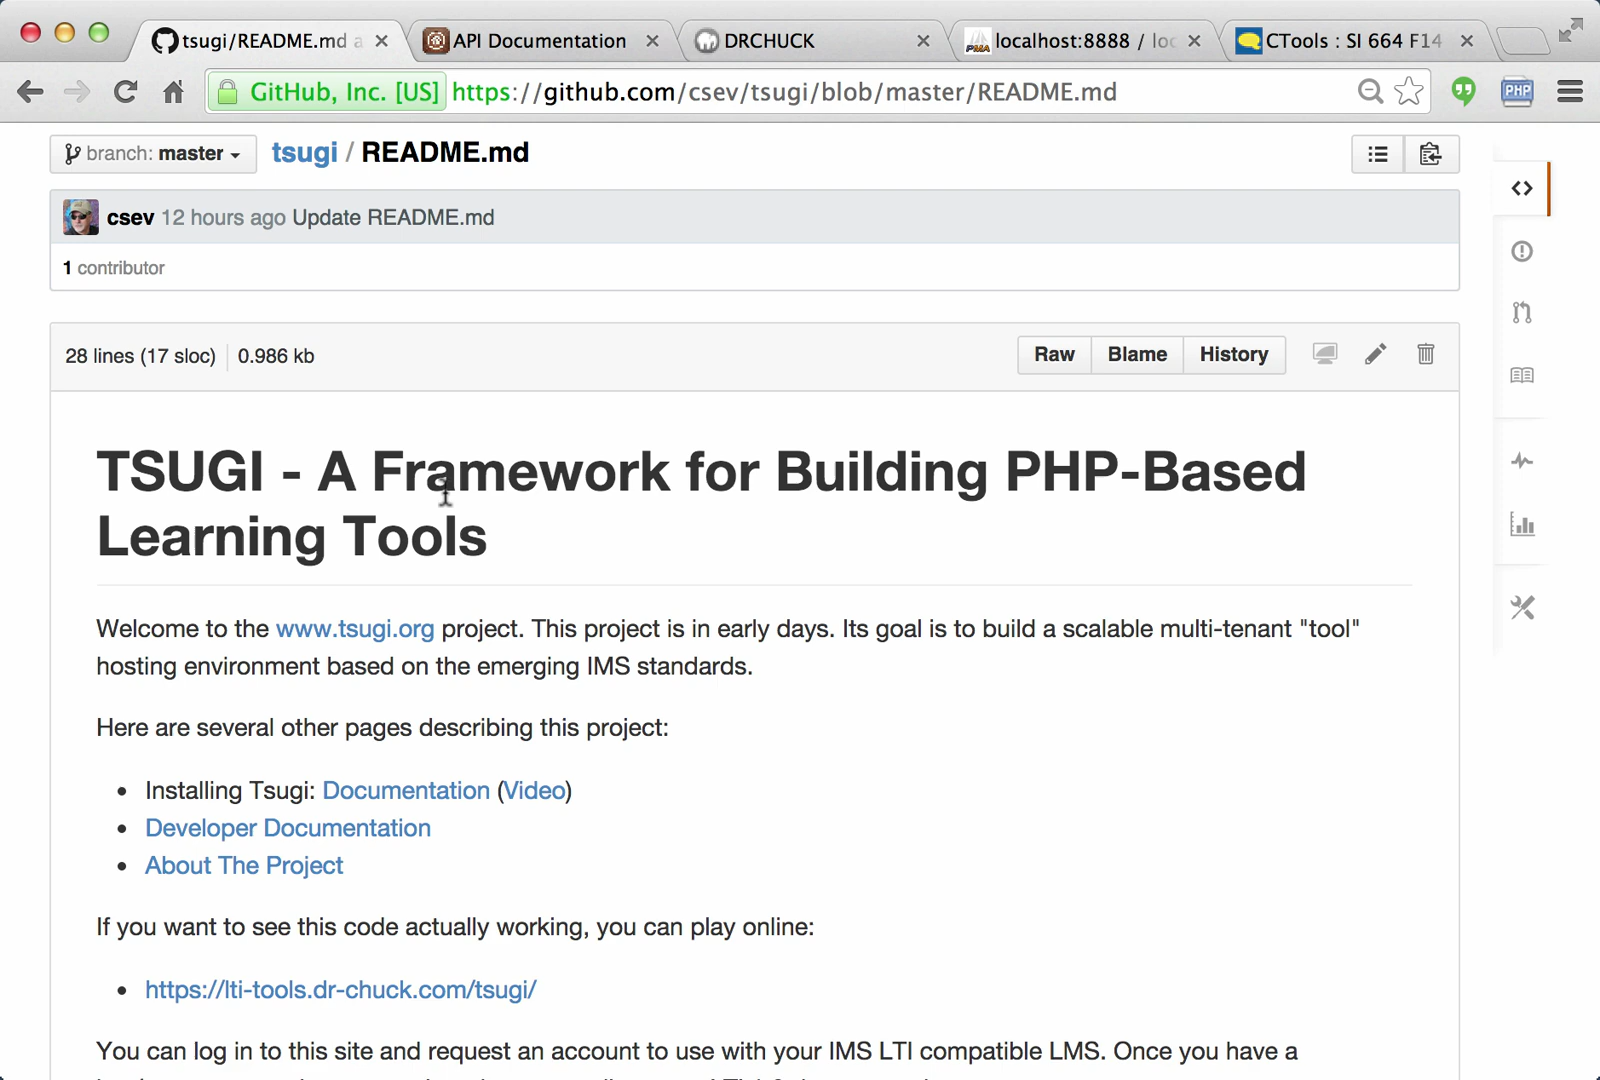 tsugi/README.md a
API Documentation
DRCHUCK
localhost:8888 / loc
CTools : SI 664 F14
GitHub, Inc. [US]
https://github.com/csev/tsugi/blob/master/README.md
PHP
branch: master
tsugi / README.md
csev 12 hours ago Update README.md
1 contributor
28 lines (17 sloc) 0.986 kb
Raw Blame History
TSUGI - A Framework for Building PHP-Based
Learning Tools
Welcome to the www.tsugi.org project. This project is in early days. Its goal is to build a scalable multi-tenant "tool"
hosting environment based on the emerging IMS standards.
Here are several other pages describing this project:
• Installing Tsugi: Documentation (Video)
• Developer Documentation
• About The Project
If you want to see this code actually working, you can play online:
• https://lti-tools.dr-chuck.com/tsugi/
You can log in to this site and request an account to use with your IMS LTI compatible LMS. Once you have a